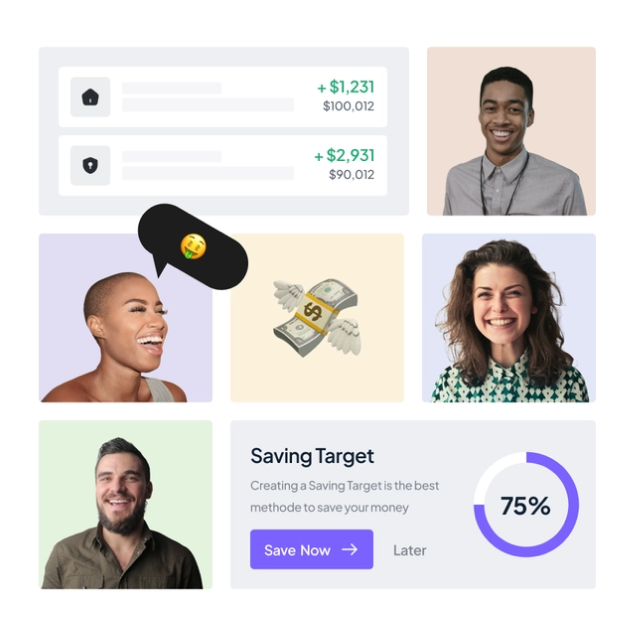 + $1,231
$100,012
+ $2,931
$90,012
Saving Target
Creating a Saving Target is the best
methode to save your money
75%
Save Now
Later